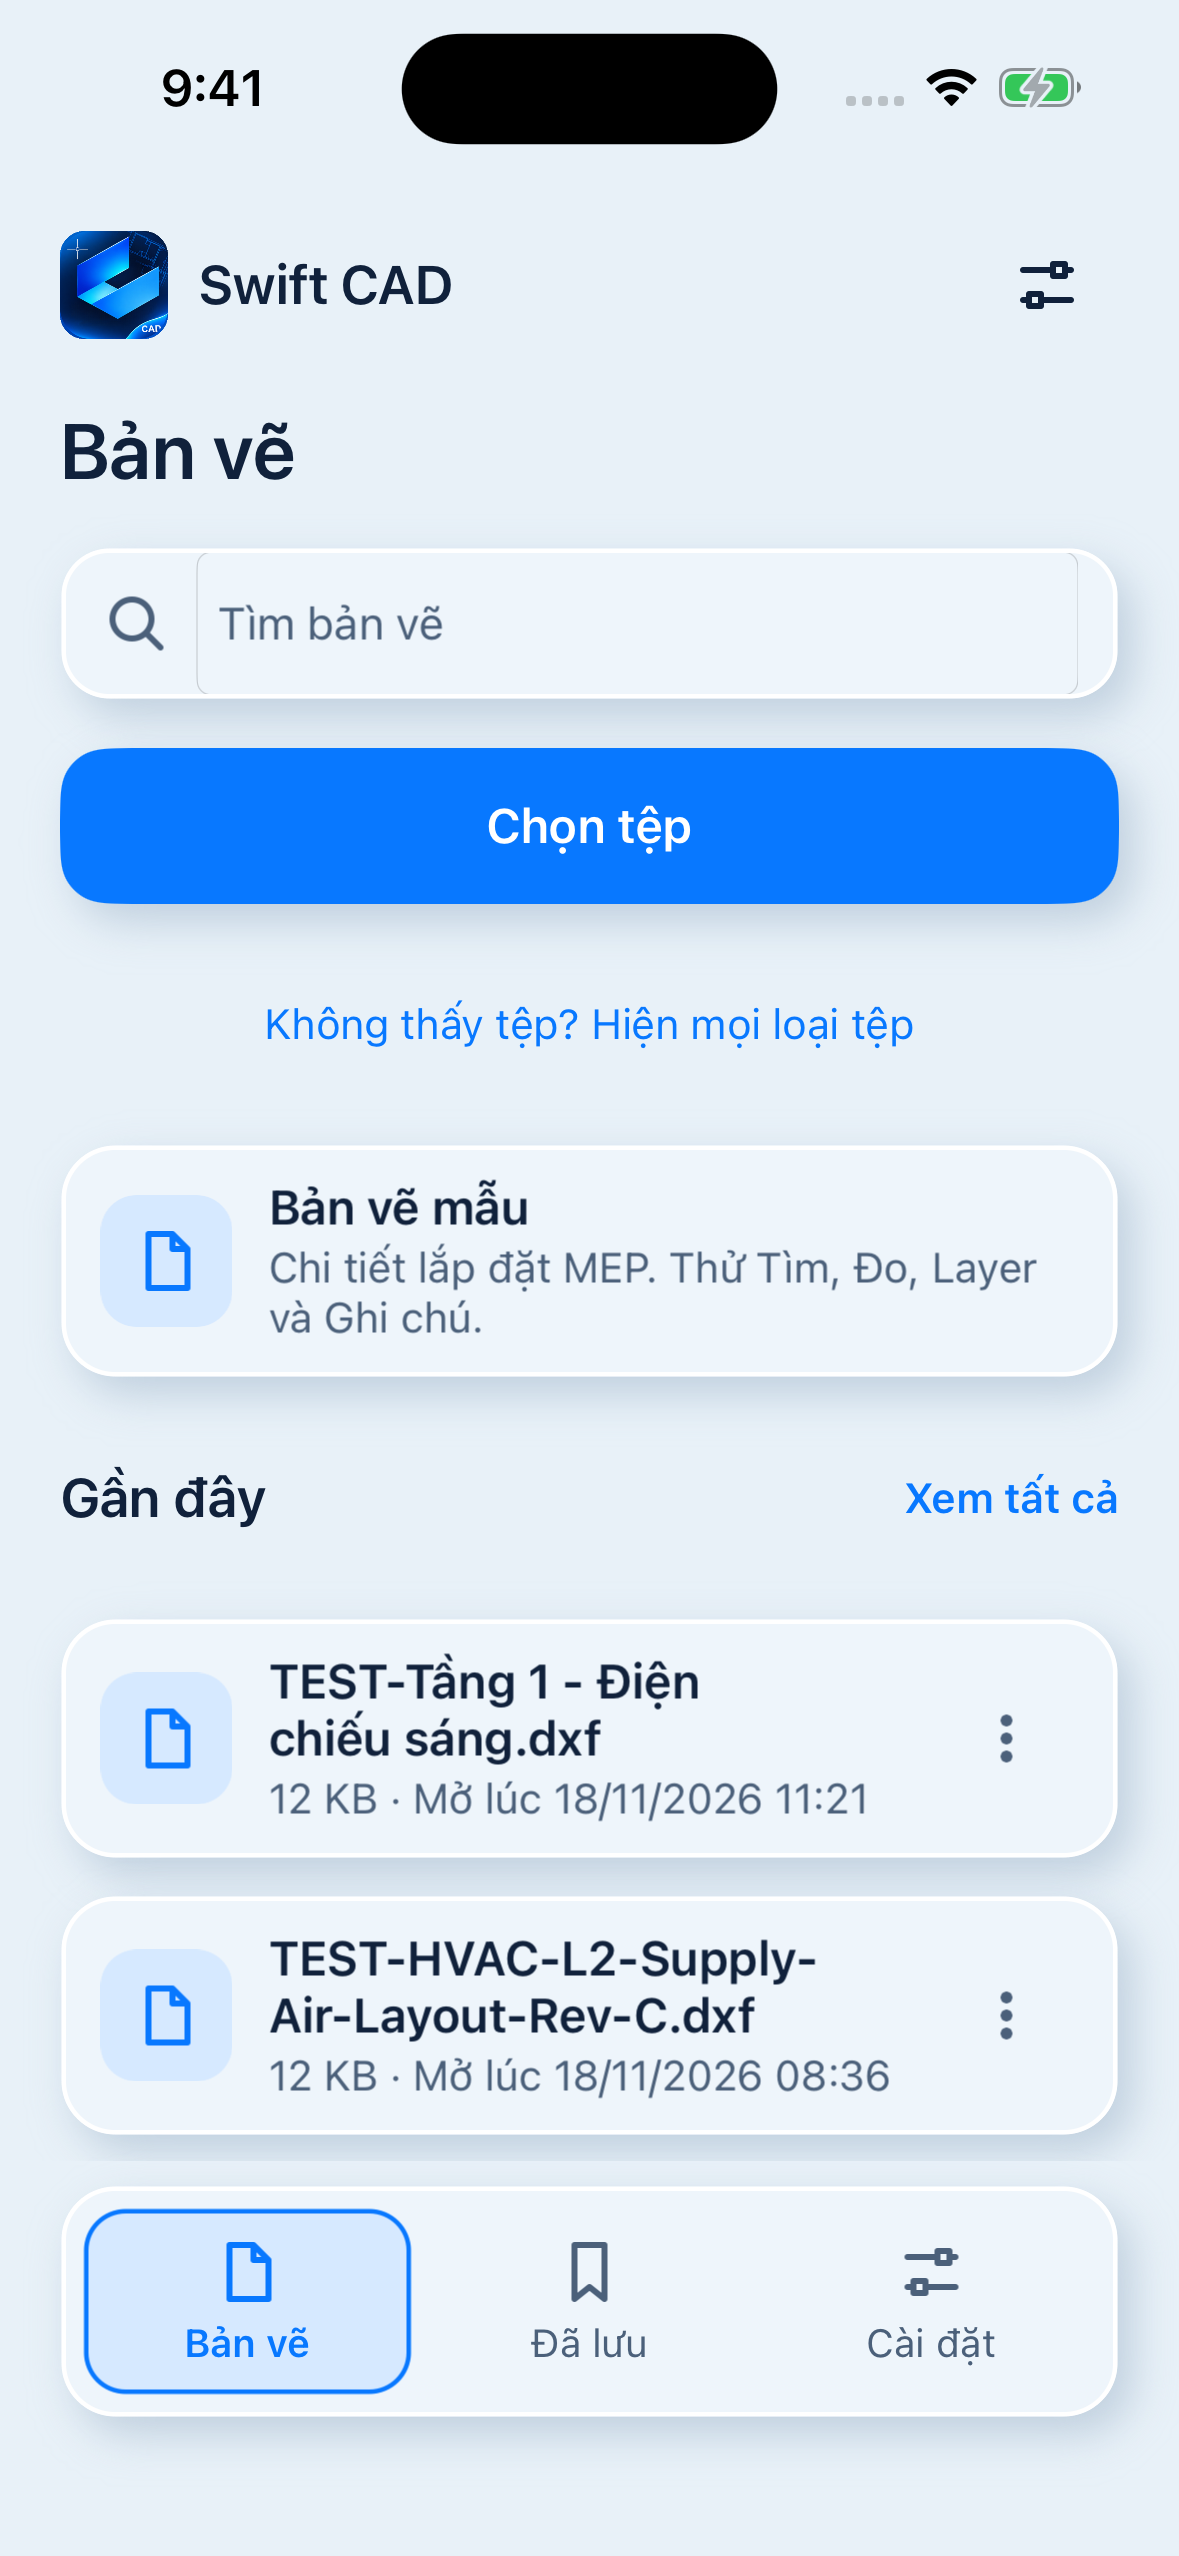 9:41
CAD
Swift CAD
Bản vẽ
Tìm bản vẽ
Chọn tệp
Không thấy tệp? Hiện mọi loại tệp
Bản vẽ mẫu
Chi tiết lắp đặt MEP. Thử Tìm, Đo, Layer
và Ghi chú.
Gần đây
Xem tất cả
TEST-Tầng 1 - Điện
chiếu sáng.dxf
12 KB · Mở lúc 18/11/2026 11:21
TEST-HVAC-L2-Supply-
Air-Layout-Rev-C.dxf
12 KB · Mở lúc 18/11/2026 08:36
Bản vẽ
Đã lưu
Cài đặt